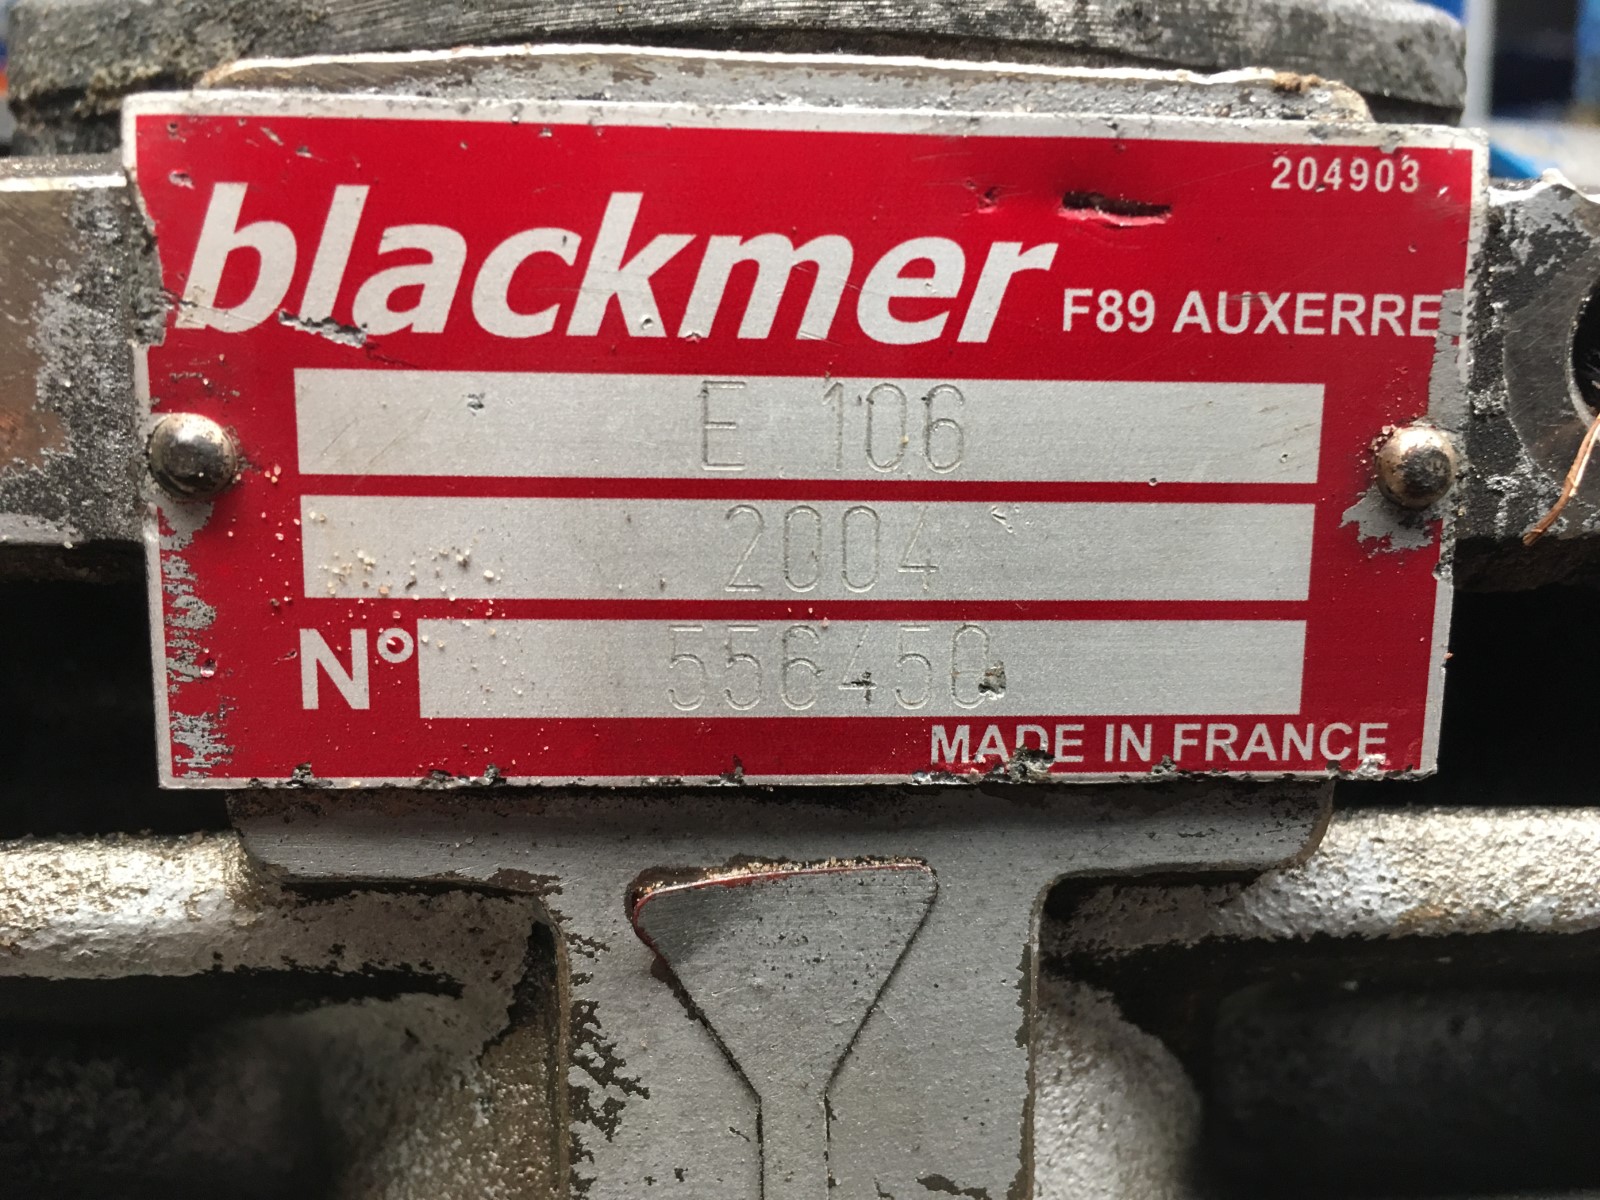 204903
blackmer F89 AUXERRE
E 106
2004
N° 556450
MADE IN FRANCE